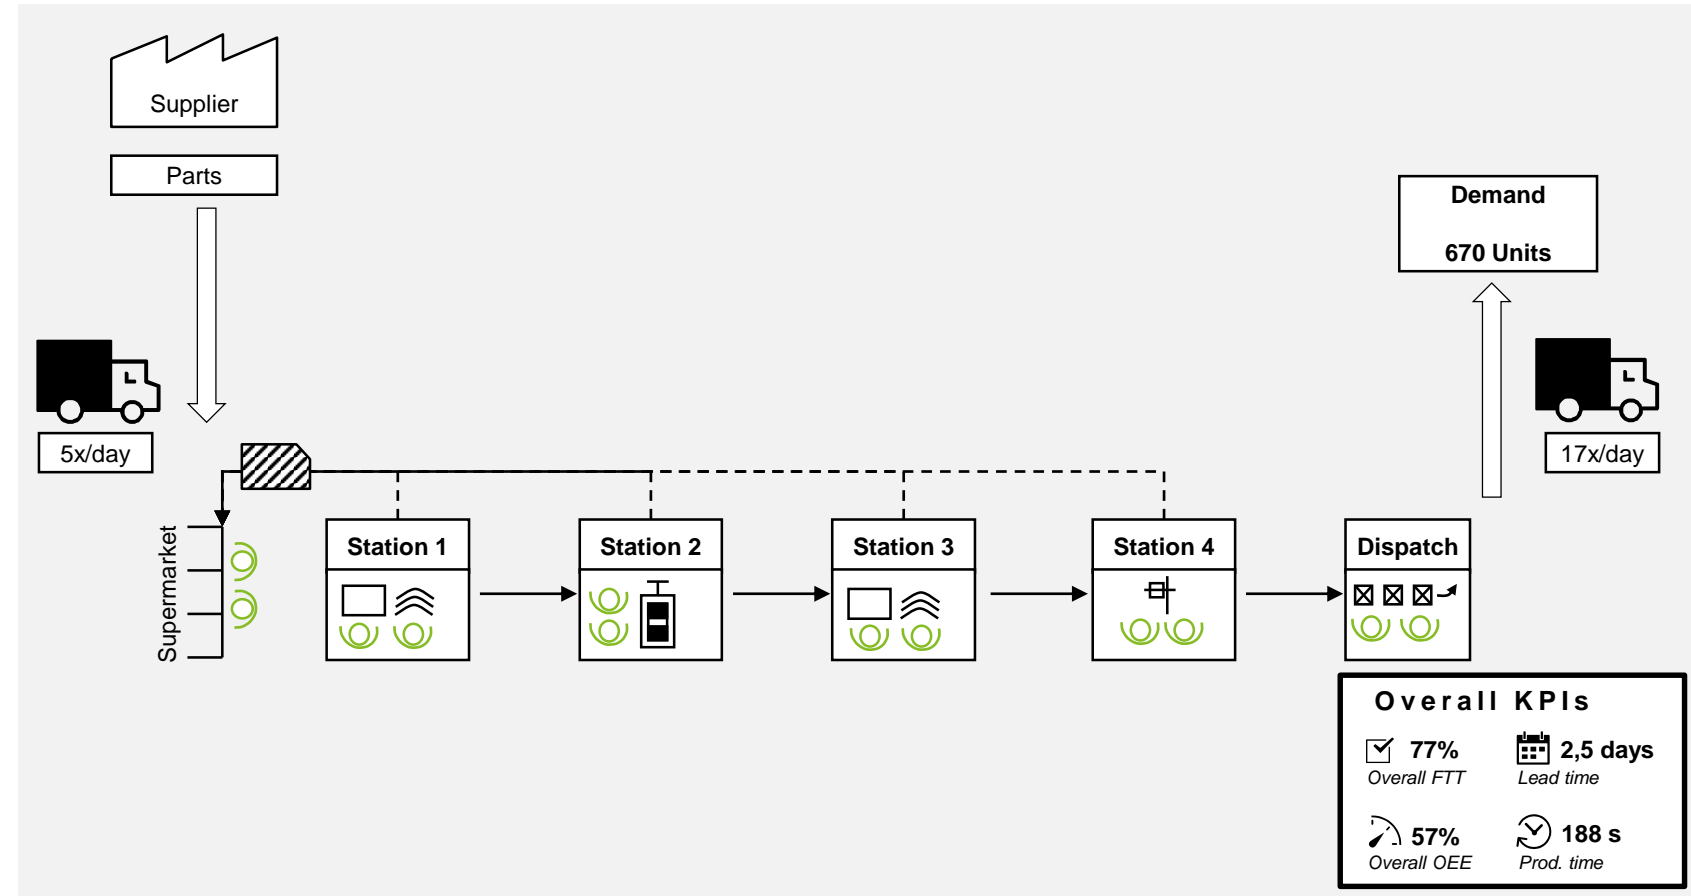 Supplier
Parts
Demand
670 Units
5x/day
17x/day
Supermarket
Station 1
Station 2
Station 3
Station 4
Dispatch
Overall KPIs
77%
Overall FTT
2,5 days
Lead time
57%
Overall OEE
188 s
Prod. time